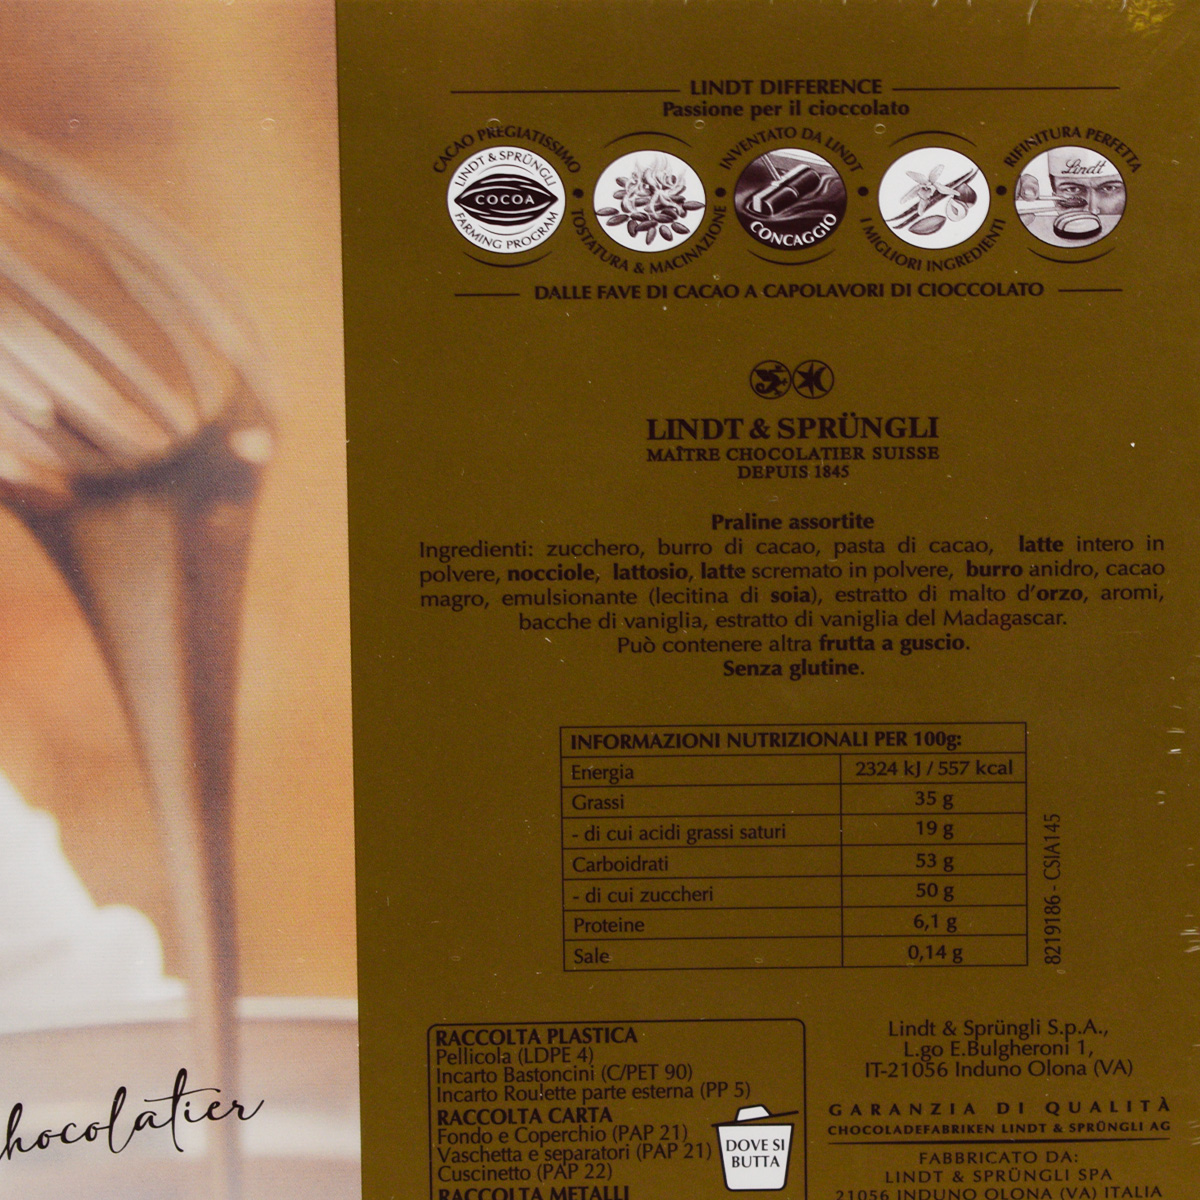 LINDT DIFFERENCE
Passione per il cioccolato
CACAO PREGIATISSIMO
LINDT & SPRÜNGLI
COCOA
FARMING PROGRAM
TOSTATURA & MACINAZIONE
INVENTATO DA LINDT
CONCAGGIO
I MIGLIORI INGREDIENTI
RIFINITURA PERFETTA
Lindt
DALLE FAVE DI CACAO A CAPOLAVORI DI CIOCCOLATO
LINDT & SPRÜNGLI
MAÎTRE CHOCOLATIER SUISSE
DEPUIS 1845
Praline assortite
Ingredienti: zucchero, burro di cacao, pasta di cacao, latte intero in
polvere, nocciole, lattosio, latte scremato in polvere, burro anidro, cacao
magro, emulsionante (lecitina di soia), estratto di malto d'orzo, aromi,
bacche di vaniglia, estratto di vaniglia del Madagascar.
Può contenere altra frutta a guscio.
Senza glutine.
INFORMAZIONI NUTRIZIONALI PER 100g:
Energia 2324 kJ / 557 kcal
Grassi 35 g
- di cui acidi grassi saturi 19 g
Carboidrati 53 g
- di cui zuccheri 50 g
Proteine 6,1 g
Sale 0,14 g
8219186 - CSIA145
RACCOLTA PLASTICA
Pellicola (LDPE 4)
Incarto Bastoncini (C/PET 90)
Incarto Roulette parte esterna (PP 5)
RACCOLTA CARTA
Fondo e Coperchio (PAP 21)
Vaschetta e separatori (PAP 21)
Cuscinetto (PAP 22)
RACCOLTA METALLI
DOVE SI
BUTTA
Lindt & Sprüngli S.p.A.,
L.go E.Bulgheroni 1,
IT-21056 Induno Olona (VA)
GARANZIA DI QUALITÀ
CHOCOLADEFABRIKEN LINDT & SPRÜNGLI AG
FABBRICATO DA:
LINDT & SPRÜNGLI SPA
21056 INDUNO OLONA (VA) ITALIA
hocolatier